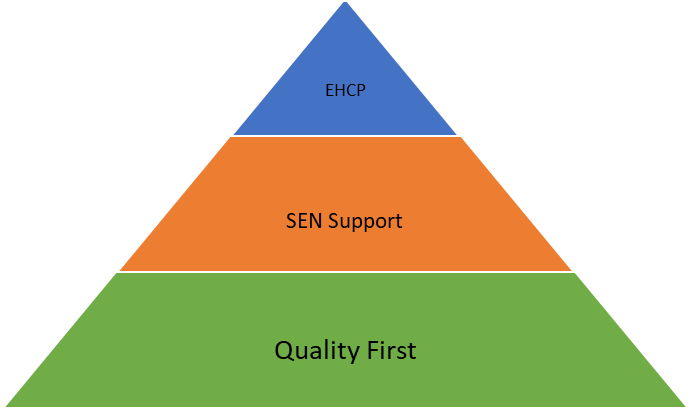 EHCP
SEN Support
Quality First